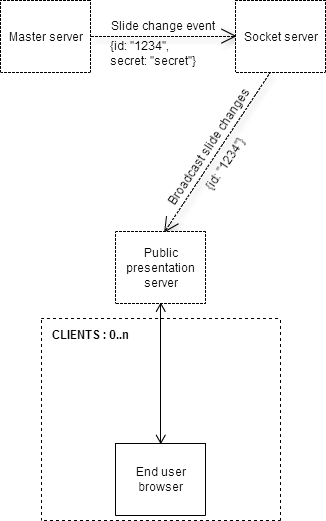 Slide change event
Master server
{id: "1234",
secret: "secret"}
Socket server
Broadcast slide changes
{id: "1234"}
Public
presentation
server
CLIENTS : 0..n
End user
browser